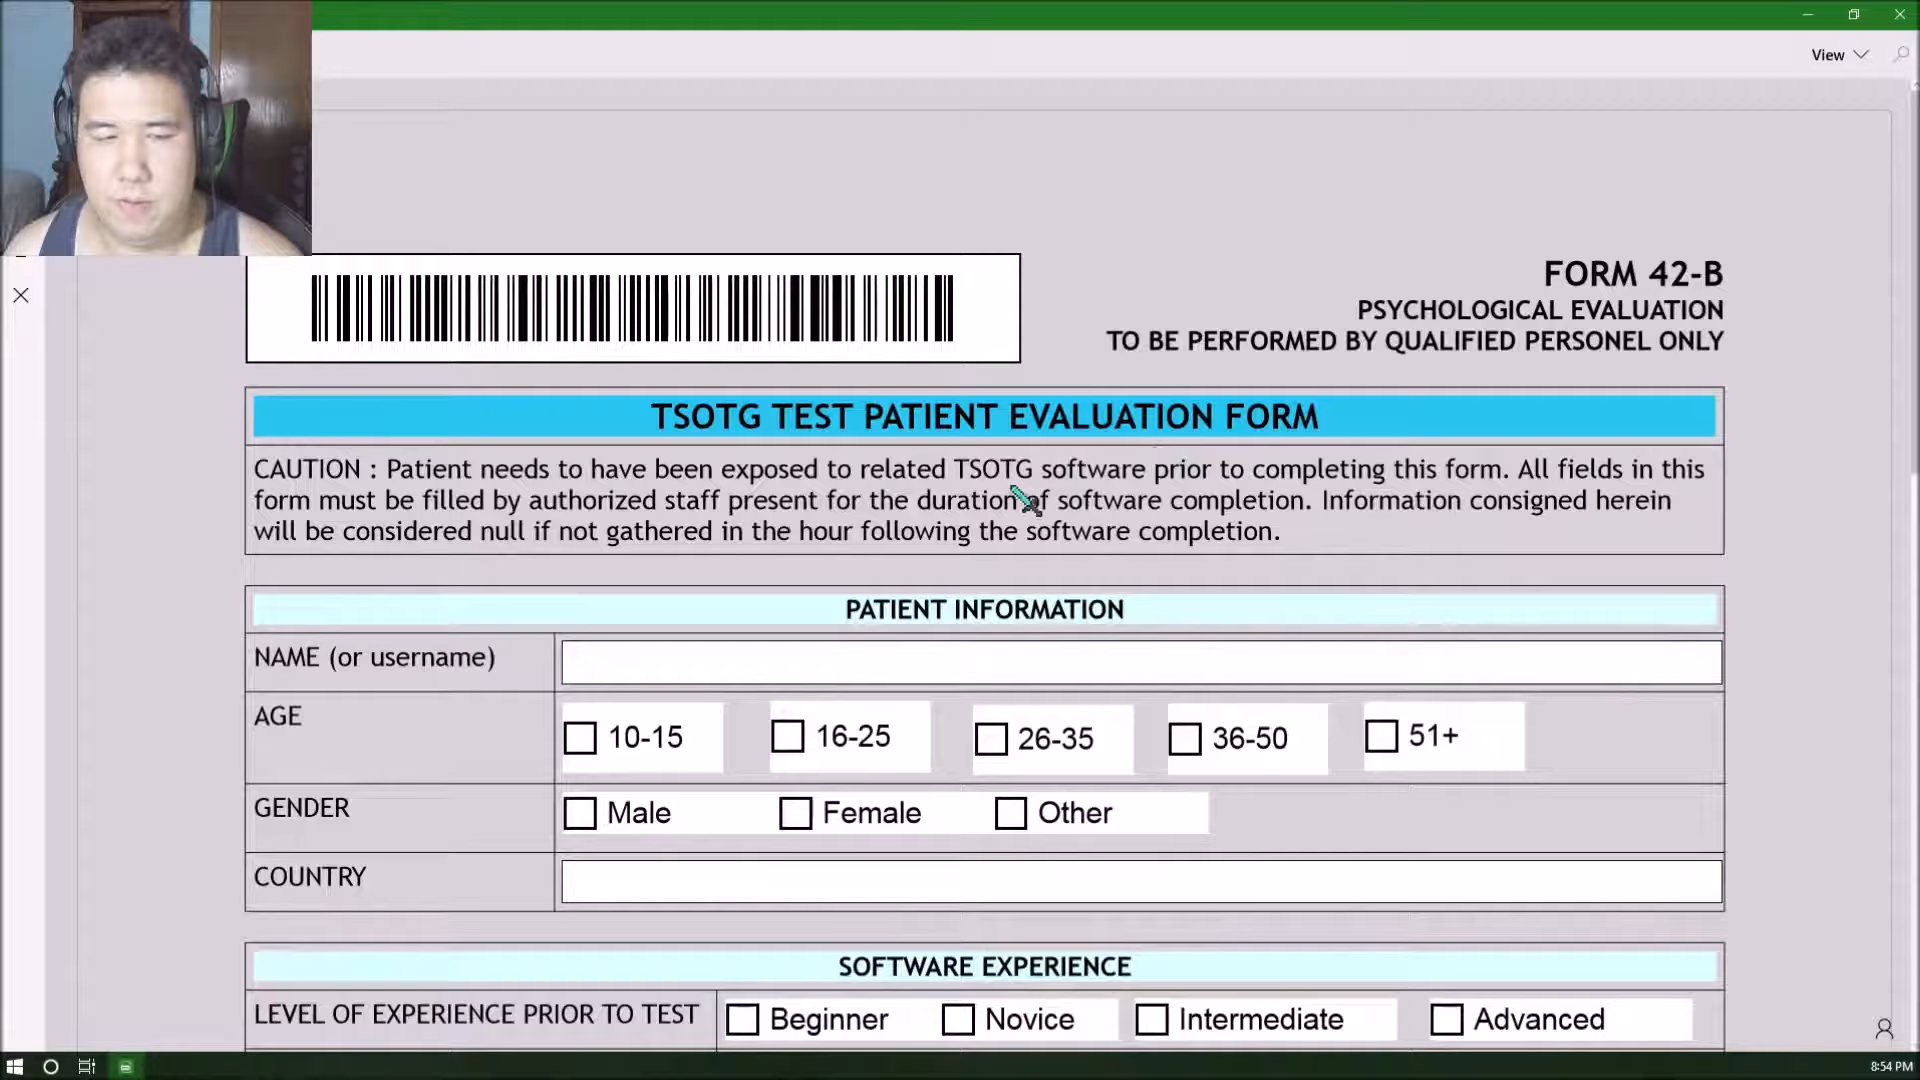 View
FORM 42-B
PSYCHOLOGICAL EVALUATION
TO BE PERFORMED BY QUALIFIED PERSONEL ONLY
TSOTG TEST PATIENT EVALUATION FORM
CAUTION : Patient needs to have been exposed to related TSOTG software prior to completing this form. All fields in this
form must be filled by authorized staff present for the duration of software completion. Information consigned herein
will be considered null if not gathered in the hour following the software completion.
PATIENT INFORMATION
NAME (or username)
AGE
10-15 16-25 26-35 36-50 51+
GENDER
Male Female Other
COUNTRY
SOFTWARE EXPERIENCE
LEVEL OF EXPERIENCE PRIOR TO TEST
Beginner Novice Intermediate Advanced
8:54 PM